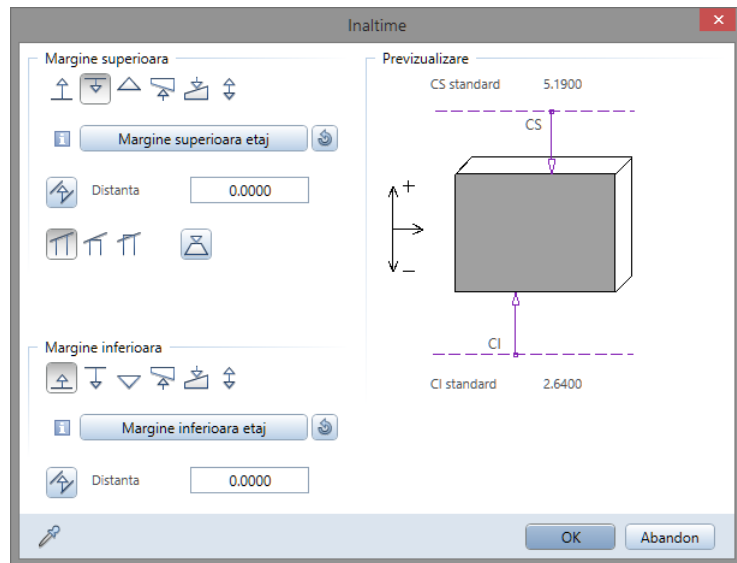 Inaltime
Margine superioara
Margine superioara etaj
Distanta 0.0000
Margine inferioara
Margine inferioara etaj
Distanta 0.0000
Previzualizare
CS standard 5.1900
CS
+
−
CI
CI standard 2.6400
OK Abandon